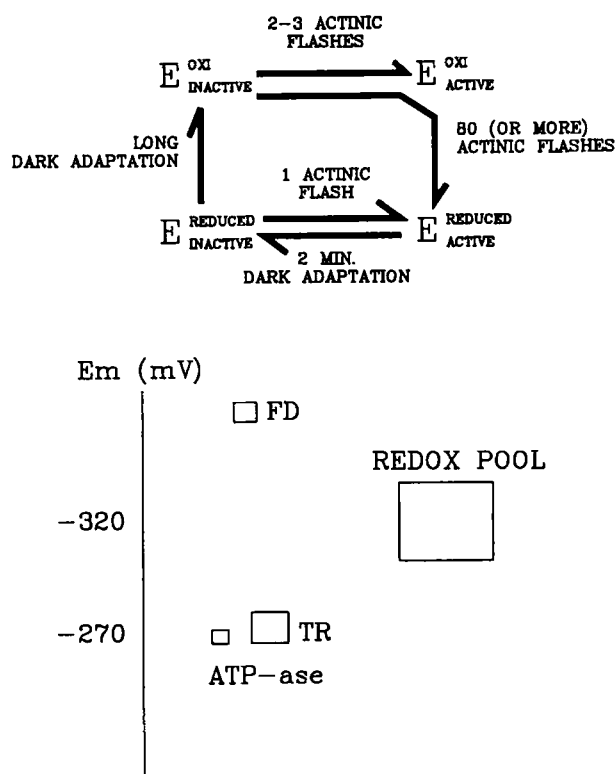 2-3 ACTINIC
FLASHES
E OXI INACTIVE
E OXI ACTIVE
LONG
DARK ADAPTATION
80 (OR MORE)
ACTINIC FLASHES
1 ACTINIC
FLASH
E REDUCED INACTIVE
E REDUCED ACTIVE
2 MIN.
DARK ADAPTATION
Em (mV)
FD
REDOX POOL
-320
-270
TR
ATP-ase